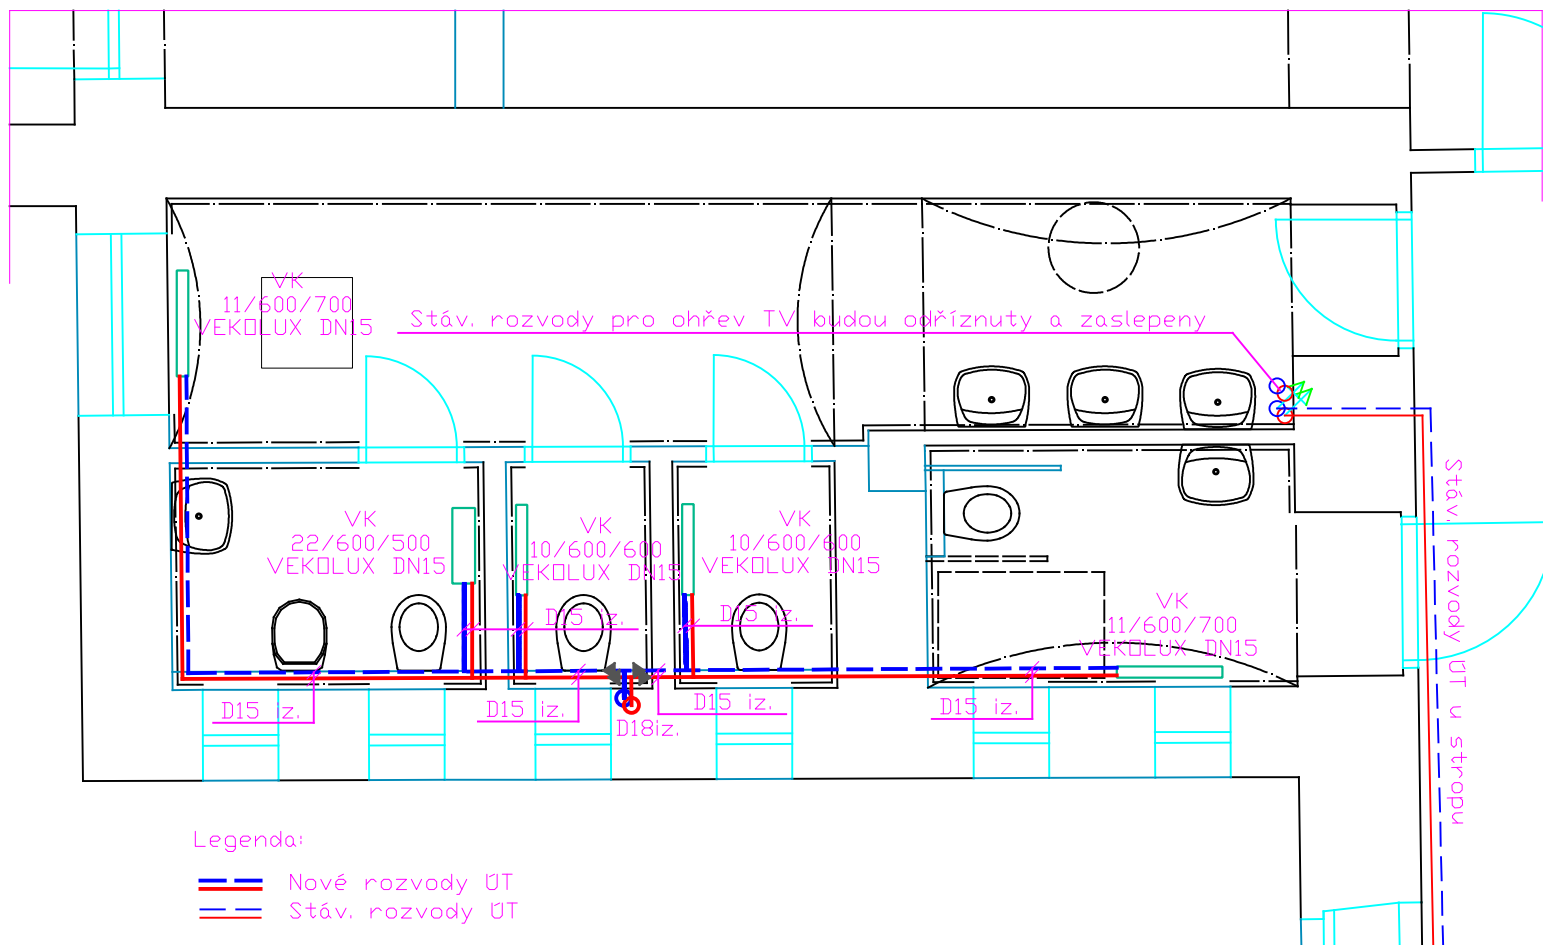 VK
11/600/700
VEKOLUX DN15
Stáv. rozvody pro ohřev TV budou odříznuty a zaslepeny
VK
22/600/500
VEKOLUX DN15
VK
10/600/600
VEKOLUX DN15
VK
10/600/600
VEKOLUX DN15
VK
11/600/700
VEKOLUX DN15
D15 iz.
D15 iz.
D15 iz.
D15 iz.
D15 iz.
D15 iz.
D18iz.
Stáv. rozvody ÚT u stropu
Legenda:
Nové rozvody ÚT
Stáv. rozvody ÚT